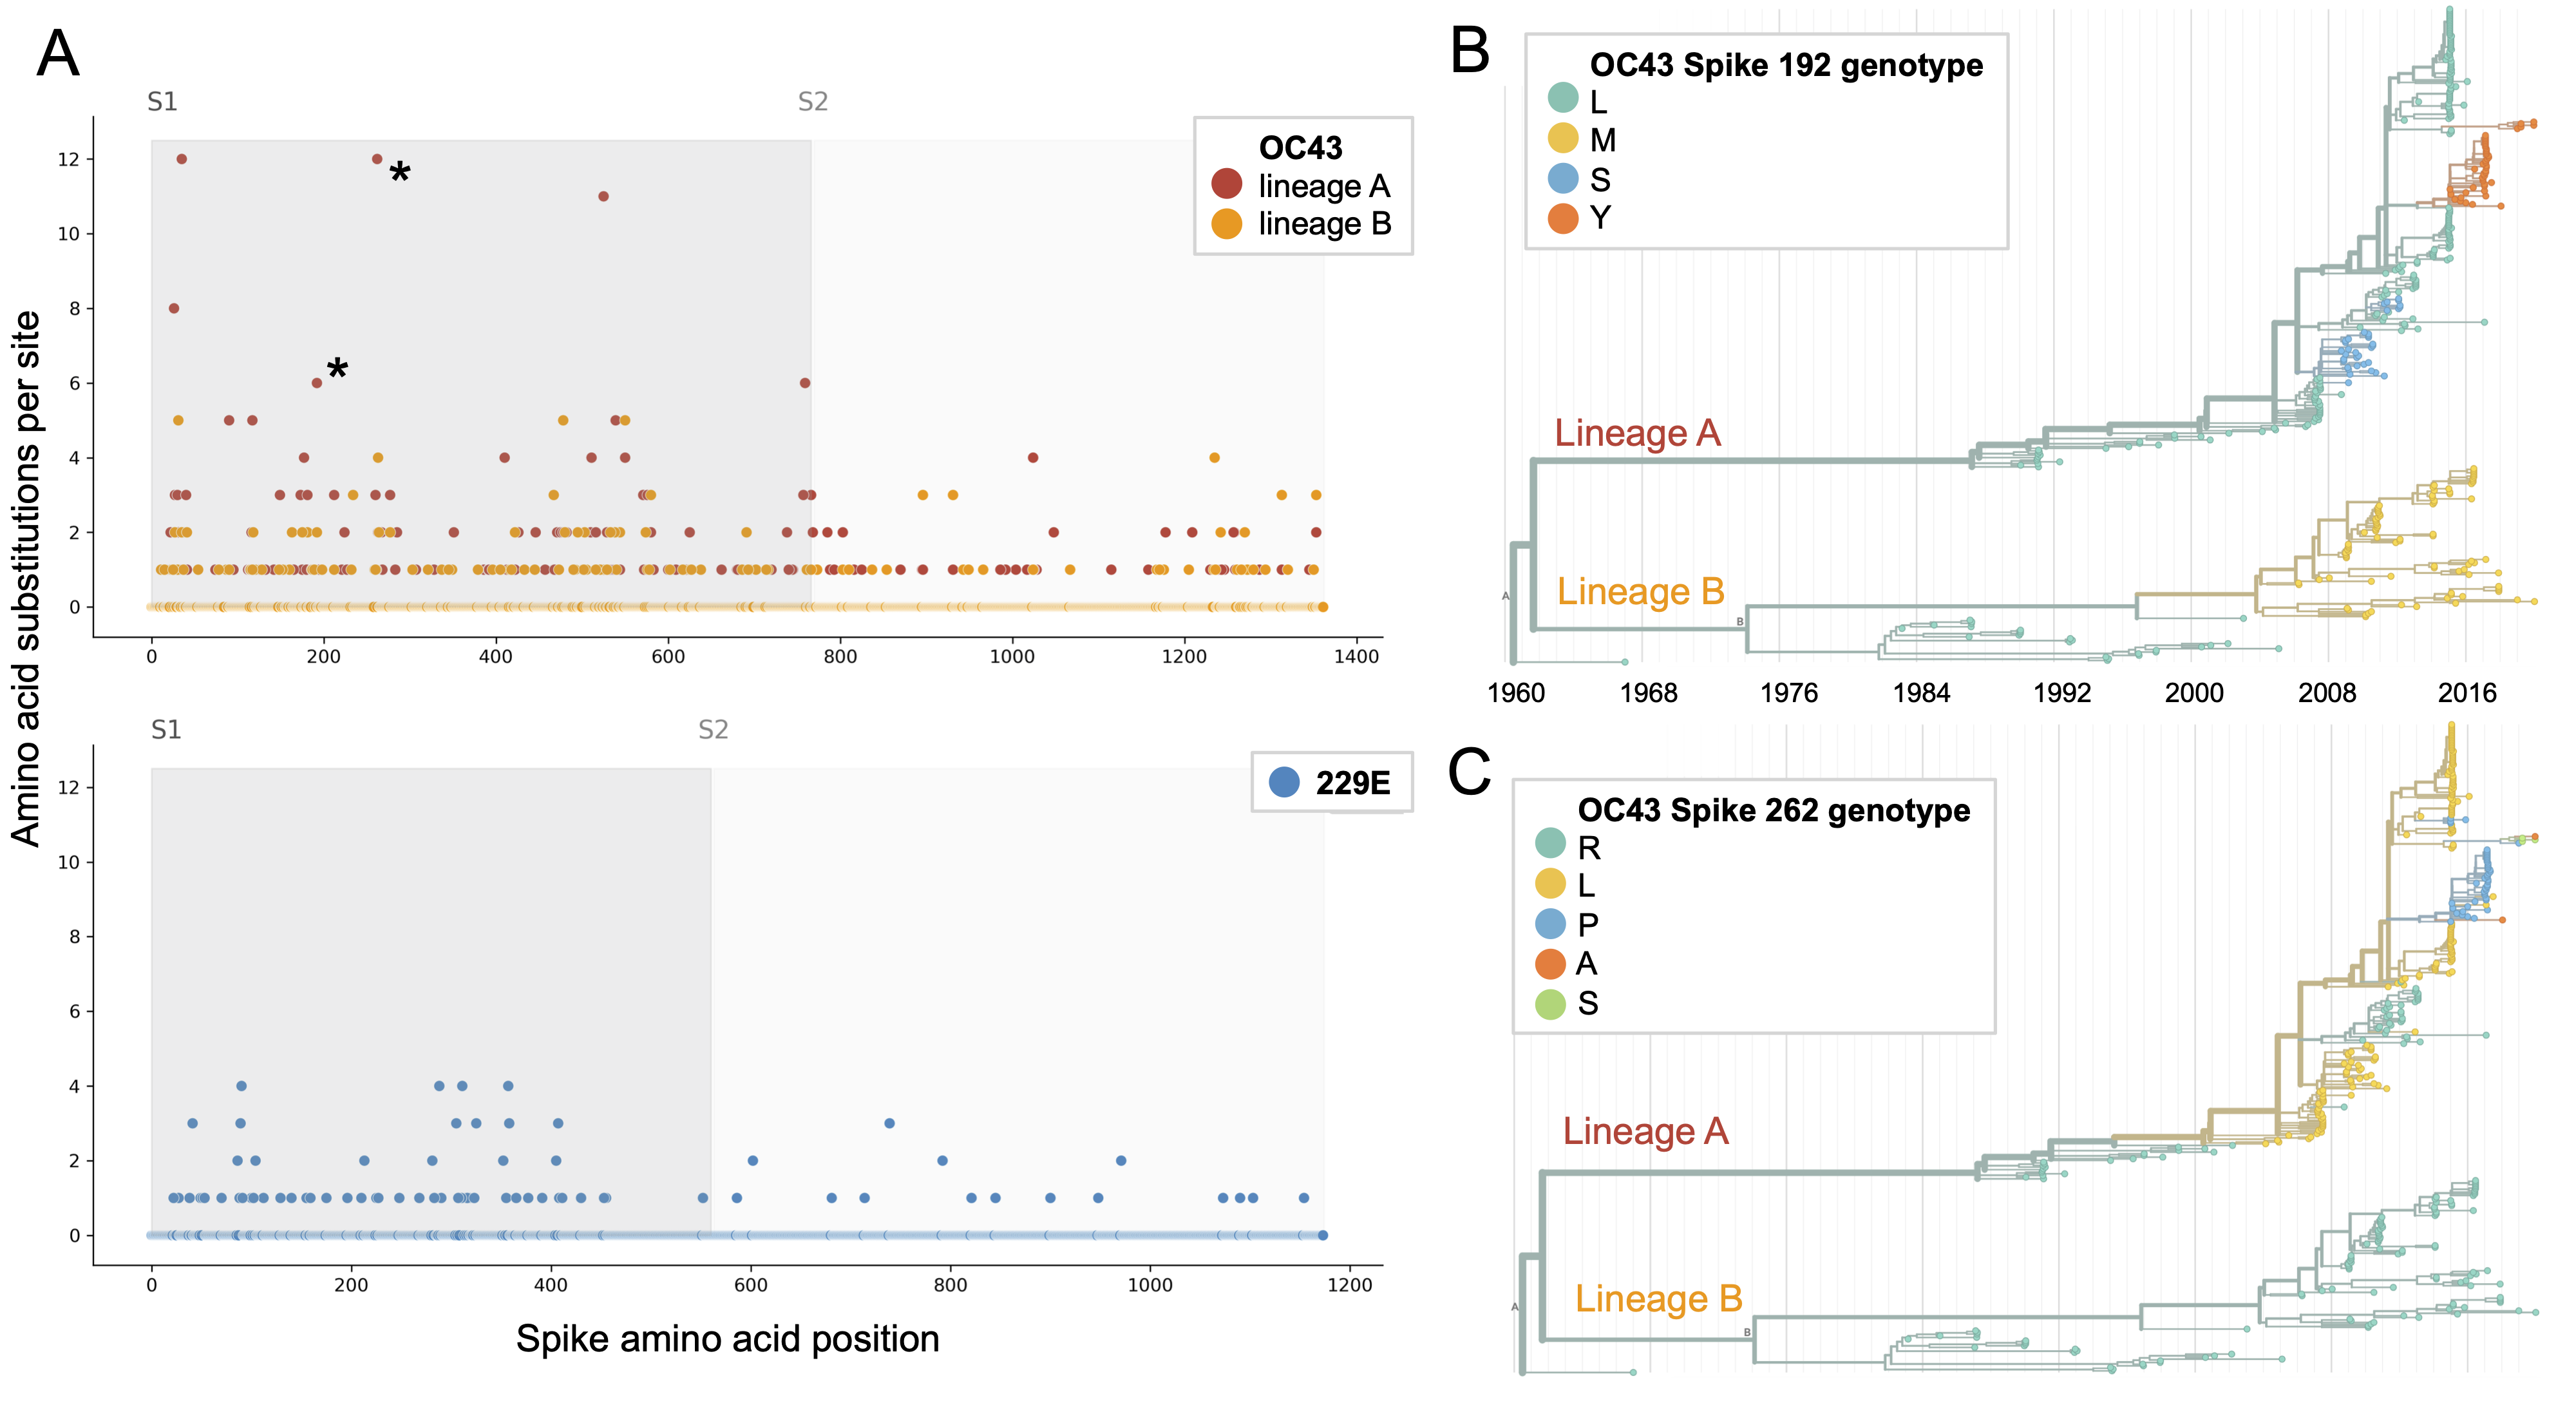 A
Amino acid substitutions per site
S1 S2
OC43
lineage A
lineage B
*
*
12
10
8
6
4
2
0
0 200 400 600 800 1000 1200 1400
S1 S2
229E
12
10
8
6
4
2
0
0 200 400 600 800 1000 1200
Spike amino acid position
B
OC43 Spike 192 genotype
L
M
S
Y
Lineage A
Lineage B
A
B
1960 1968 1976 1984 1992 2000 2008 2016
C
OC43 Spike 262 genotype
R
L
P
A
S
Lineage A
Lineage B
A
B